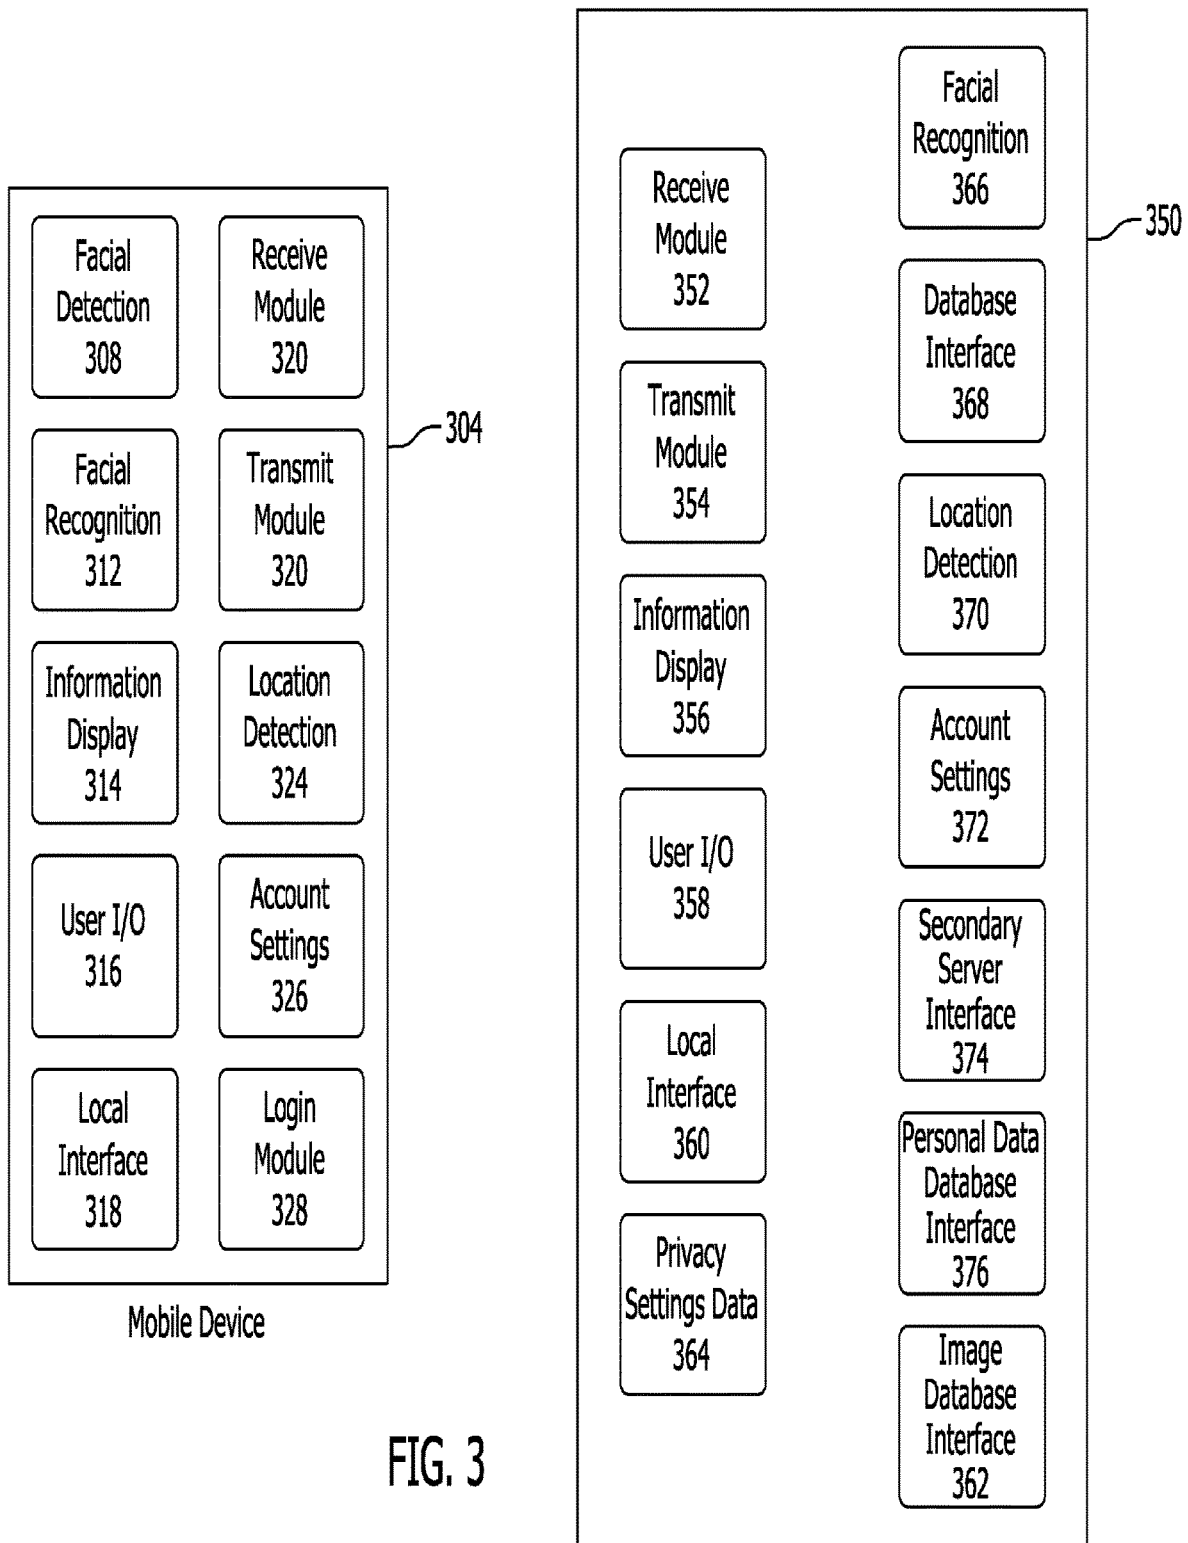 Facial
Detection
308
Receive
Module
320
Facial
Recognition
312
Transmit
Module
320
Information
Display
314
Location
Detection
324
User I/O
316
Account
Settings
326
Local
Interface
318
Login
Module
328
304
Mobile Device
Receive
Module
352
Transmit
Module
354
Information
Display
356
User I/O
358
Local
Interface
360
Privacy
Settings Data
364
Facial
Recognition
366
Database
Interface
368
Location
Detection
370
Account
Settings
372
Secondary
Server
Interface
374
Personal Data
Database
Interface
376
Image
Database
Interface
362
350
FIG. 3